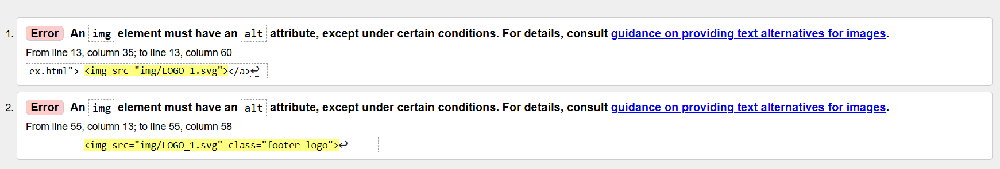 1. Error An img element must have an alt attribute, except under certain conditions. For details, consult guidance on providing text alternatives for images.
From line 13, column 35; to line 13, column 60
ex.html"> <img src="img/LOGO_1.svg"></a>↩
2. Error An img element must have an alt attribute, except under certain conditions. For details, consult guidance on providing text alternatives for images.
From line 55, column 13; to line 55, column 58
<img src="img/LOGO_1.svg" class="footer-logo">↩